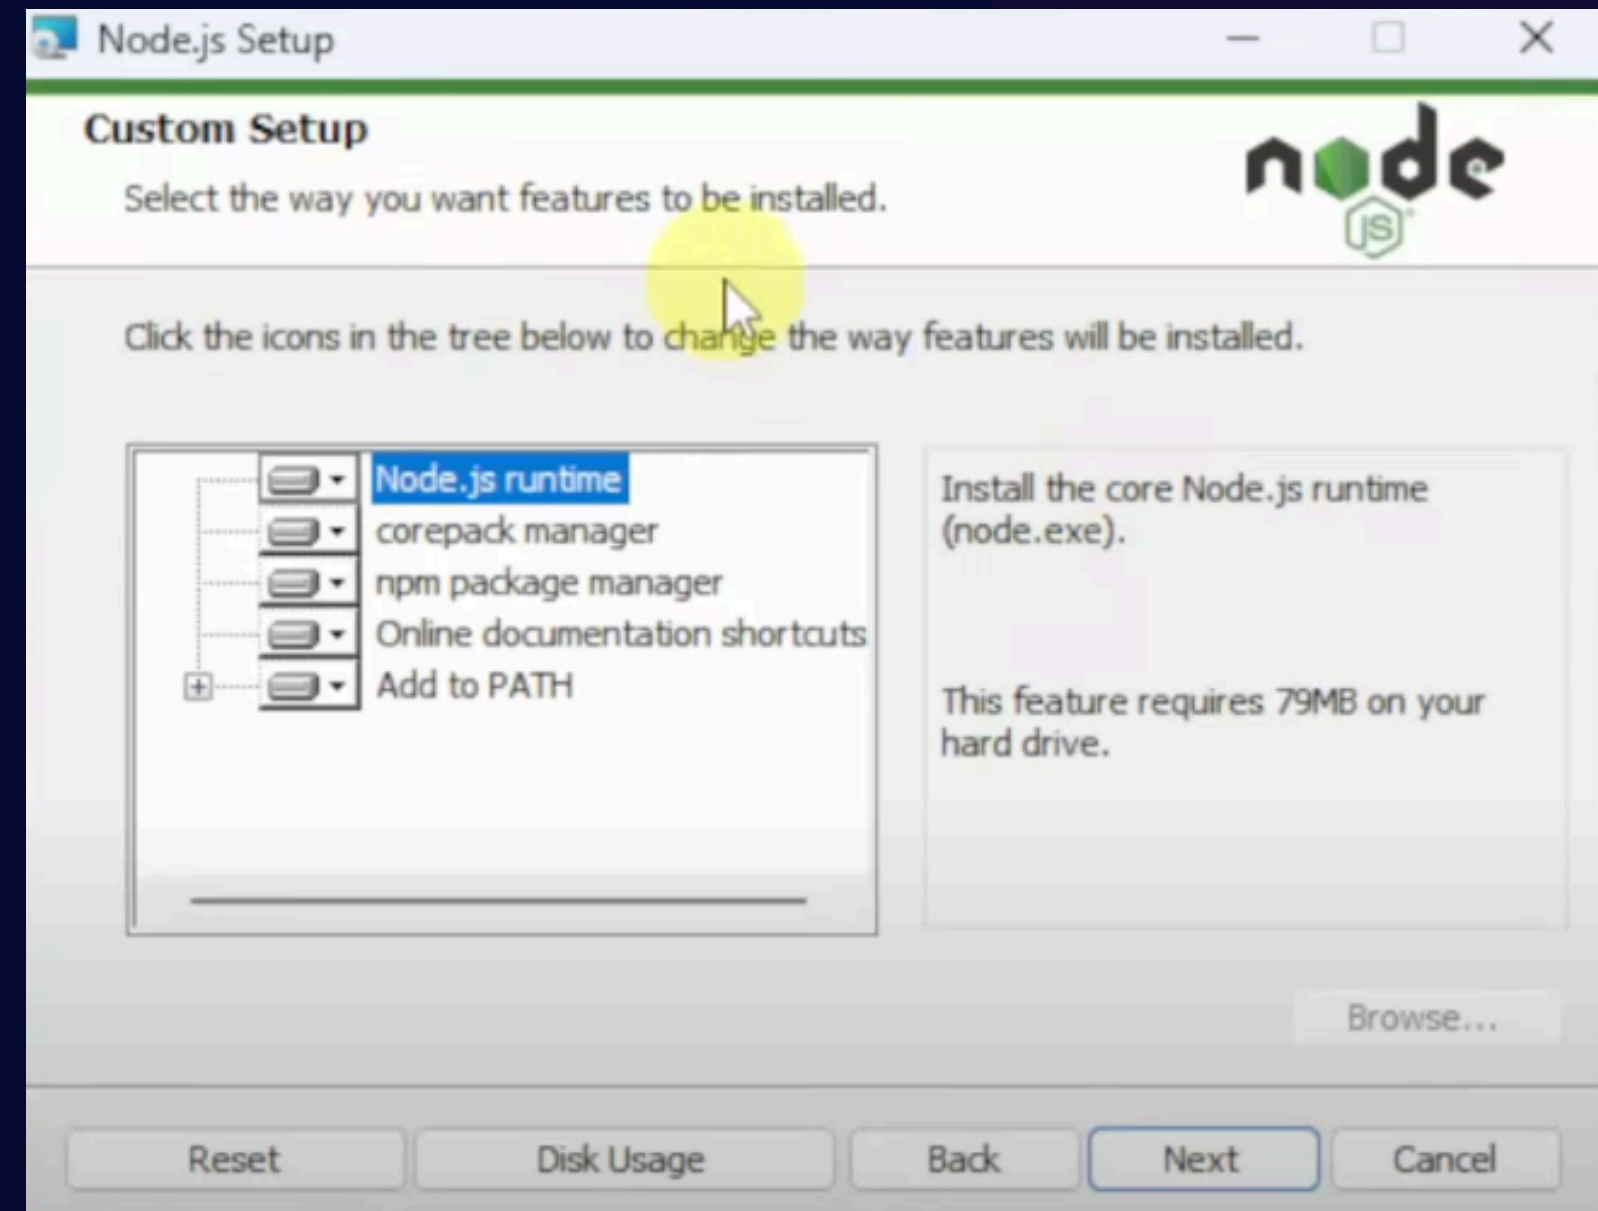 Node.js Setup
Custom Setup
Select the way you want features to be installed.
node
JS
Click the icons in the tree below to change the way features will be installed.
Node.js runtime
corepack manager
npm package manager
Online documentation shortcuts
Add to PATH
Install the core Node.js runtime
(node.exe).
This feature requires 79MB on your
hard drive.
Browse...
Reset
Disk Usage
Back
Next
Cancel